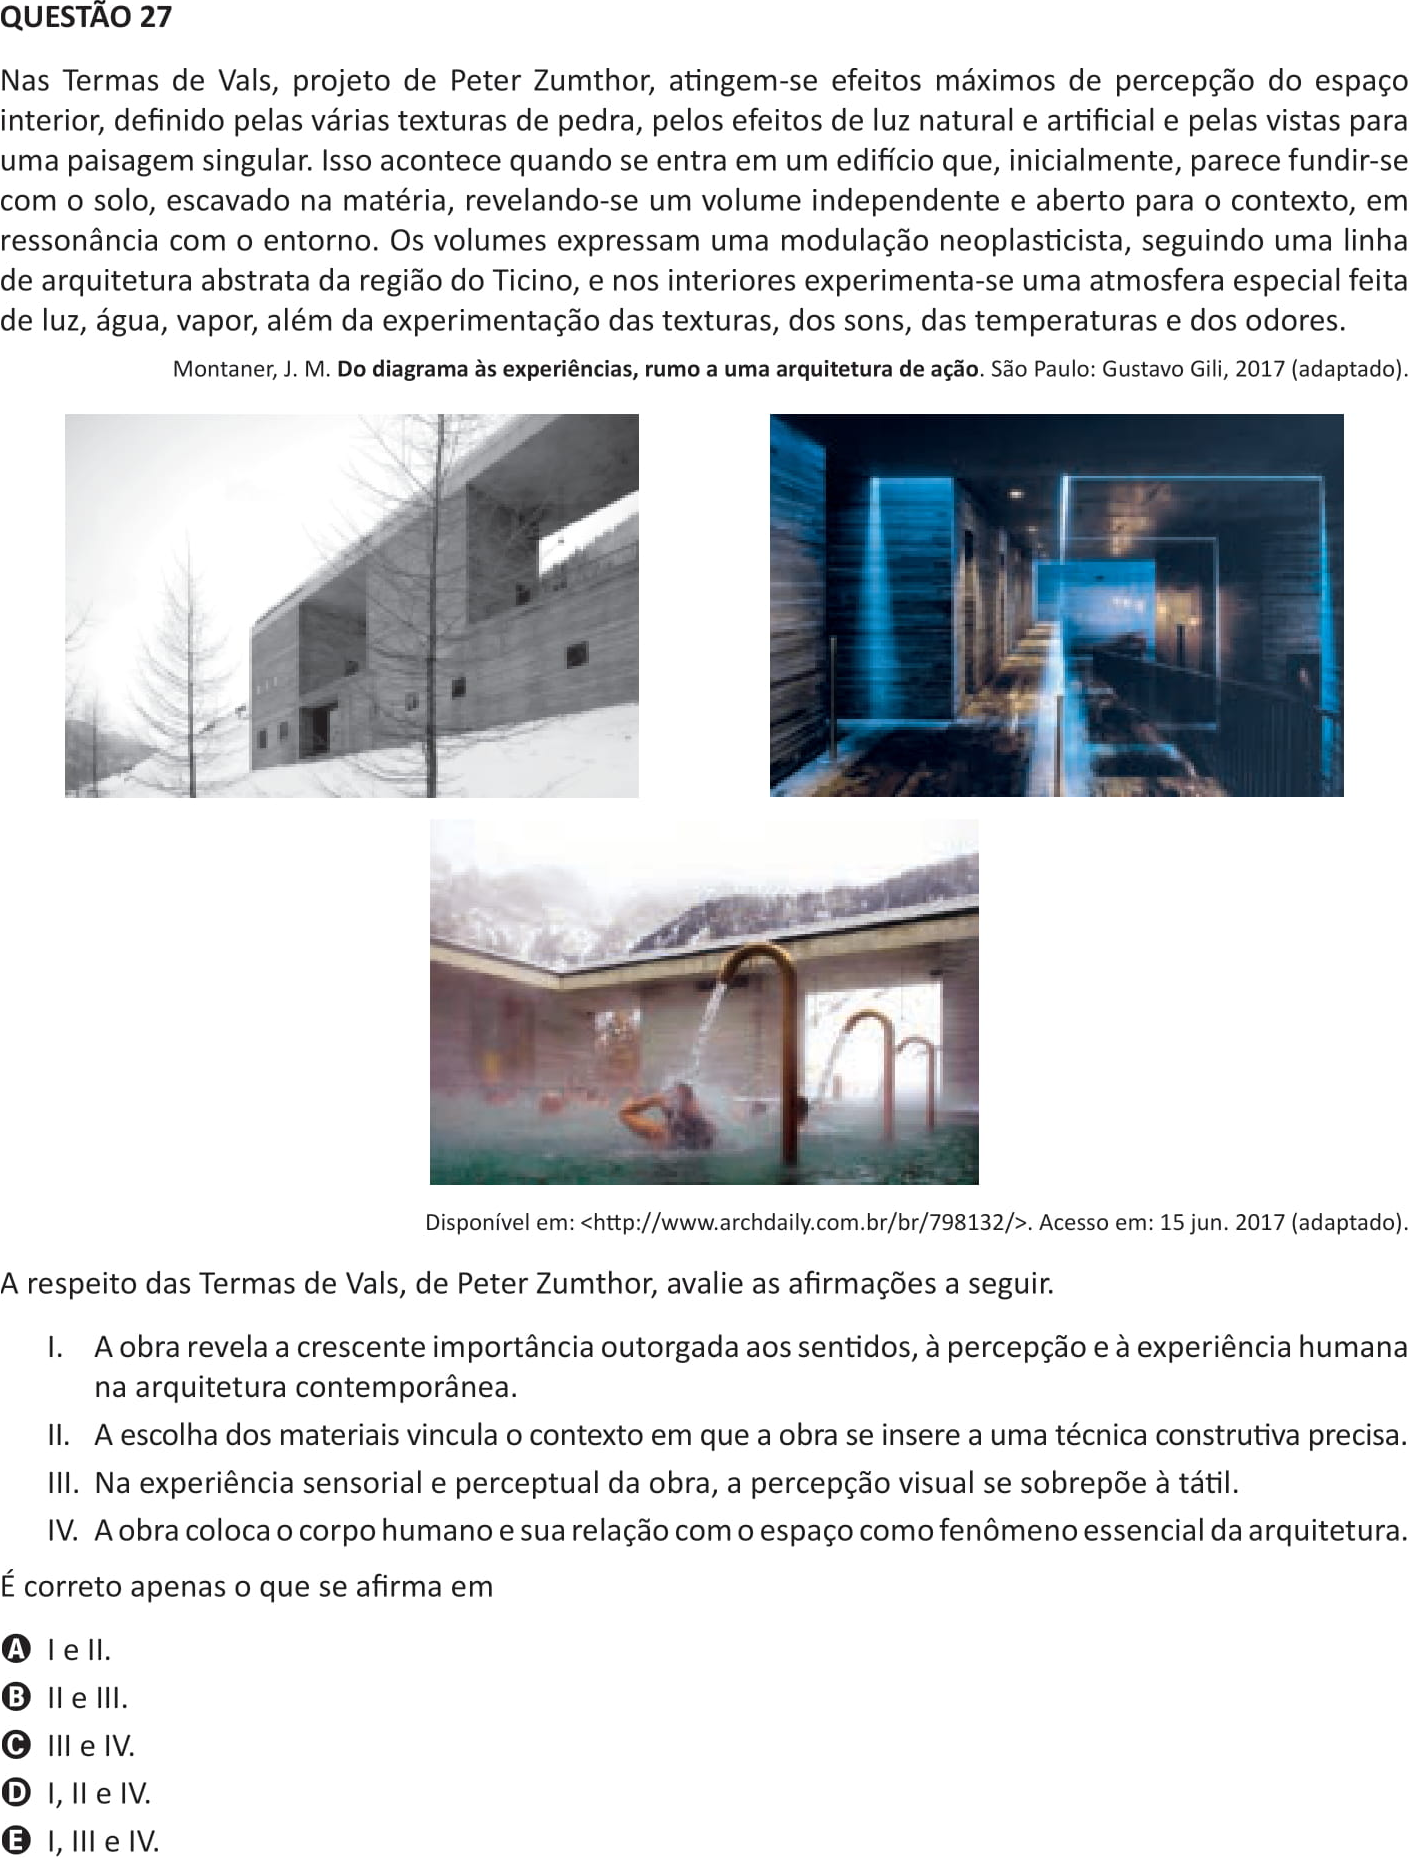 QUESTÃO 27
Nas Termas de Vals, projeto de Peter Zumthor, atingem-se efeitos máximos de percepção do espaço
interior, definido pelas várias texturas de pedra, pelos efeitos de luz natural e artificial e pelas vistas para
uma paisagem singular. Isso acontece quando se entra em um edifício que, inicialmente, parece fundir-se
com o solo, escavado na matéria, revelando-se um volume independente e aberto para o contexto, em
ressonância com o entorno. Os volumes expressam uma modulação neoplasticista, seguindo uma linha
de arquitetura abstrata da região do Ticino, e nos interiores experimenta-se uma atmosfera especial feita
de luz, água, vapor, além da experimentação das texturas, dos sons, das temperaturas e dos odores.
Montaner, J. M. Do diagrama às experiências, rumo a uma arquitetura de ação. São Paulo: Gustavo Gili, 2017 (adaptado).
Disponível em: <http://www.archdaily.com.br/br/798132/>. Acesso em: 15 jun. 2017 (adaptado).
A respeito das Termas de Vals, de Peter Zumthor, avalie as afirmações a seguir.
I. A obra revela a crescente importância outorgada aos sentidos, à percepção e à experiência humana
na arquitetura contemporânea.
II. A escolha dos materiais vincula o contexto em que a obra se insere a uma técnica construtiva precisa.
III. Na experiência sensorial e perceptual da obra, a percepção visual se sobrepõe à tátil.
IV. A obra coloca o corpo humano e sua relação com o espaço como fenômeno essencial da arquitetura.
É correto apenas o que se afirma em
A I e II.
B II e III.
C III e IV.
D I, II e IV.
E I, III e IV.